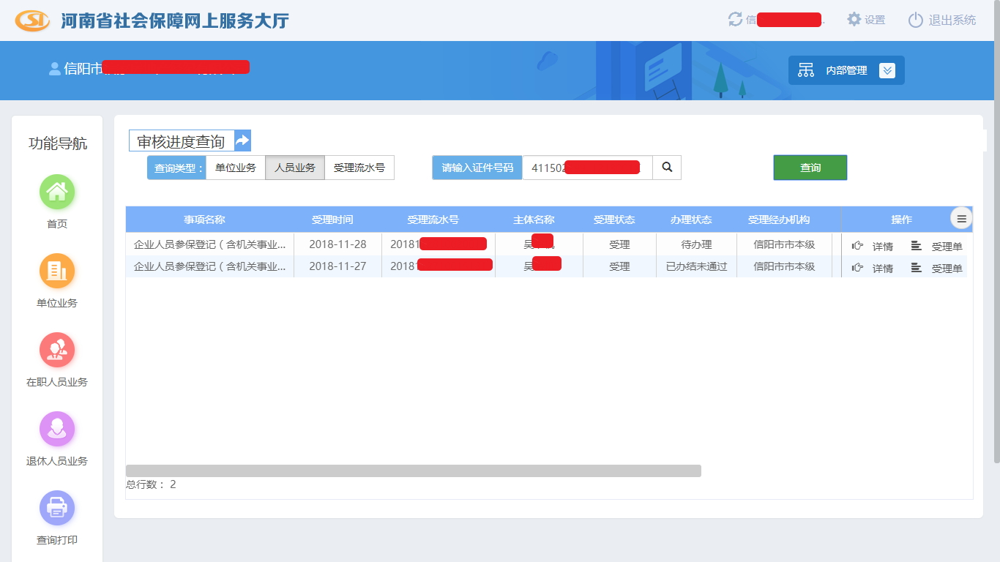 河南省社会保障网上服务大厅
信
设置
退出系统
信阳市
内部管理
功能导航
首页
单位业务
在职人员业务
退休人员业务
查询打印
审核进度查询
查询类型： 单位业务 人员业务 受理流水号 请输入证件号码 411502 查询
事项名称 受理时间 受理流水号 主体名称 受理状态 办理状态 受理经办机构 操作
企业人员参保登记（含机关事业... 2018-11-28 20181 吴 受理 待办理 信阳市市本级 详情 受理单
企业人员参保登记（含机关事业... 2018-11-27 20181 吴 受理 已办结未通过 信阳市市本级 详情 受理单
总行数： 2